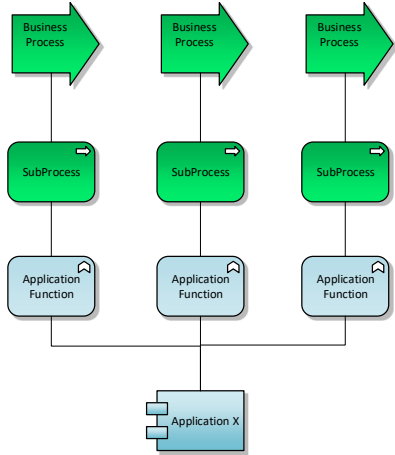 Business
Process
Business
Process
Business
Process
SubProcess
SubProcess
SubProcess
Application
Function
Application
Function
Application
Function
Application X